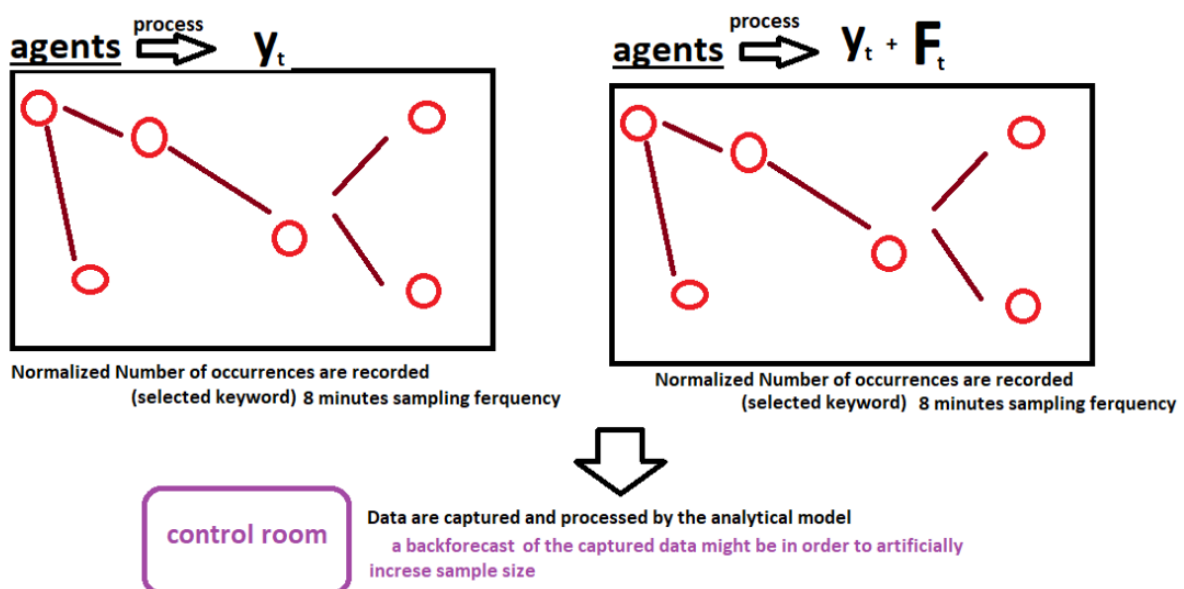 process
agents yt
Normalized Number of occurrences are recorded
(selected keyword) 8 minutes sampling ferquency
process
agents yt + Ft
Normalized Number of occurrences are recorded
(selected keyword) 8 minutes sampling ferquency
control room
Data are captured and processed by the analytical model
a backforecast of the captured data might be in order to artificially
increse sample size